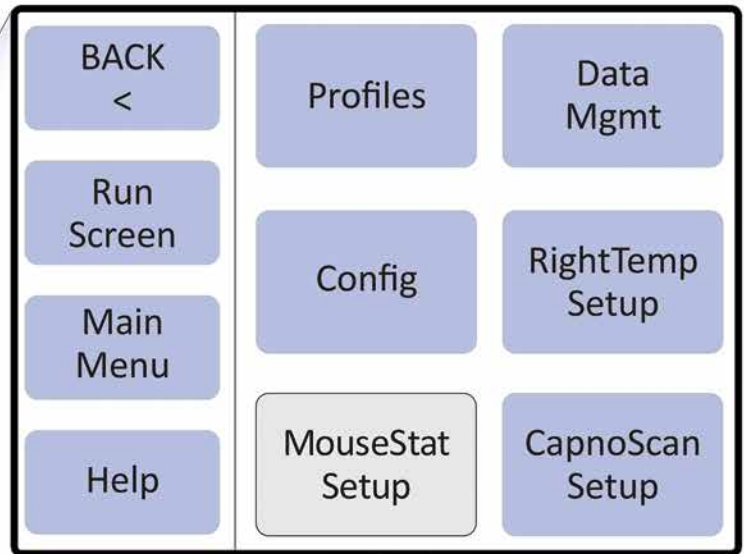 BACK
<
Run
Screen
Main
Menu
Help
Profiles
Data
Mgmt
Config
RightTemp
Setup
MouseStat
Setup
CapnoScan
Setup